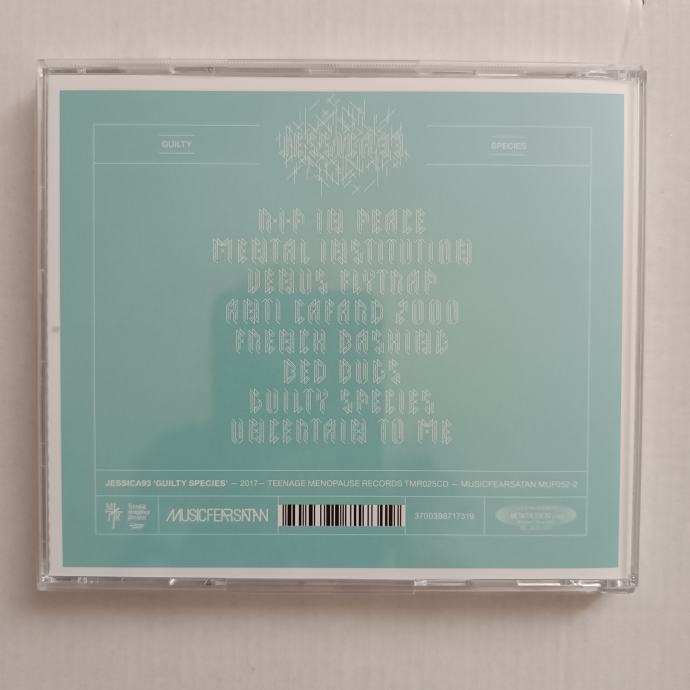 GUILTY
JESSICA93
SPECIES
R.I.P IN PEACE
MENTAL INSTITUTION
VENUS FLYTRAP
ANTI CAFARD 2000
FRENCH BASHING
BED BUGS
GUILTY SPECIES
UNCERTAIN TO ME
JESSICA93 'GUILTY SPECIES' – 2017– TEENAGE MENOPAUSE RECORDS TMR025CD – MUSICFEARSATAN MUF052-2
MUSICFEARSATAN
3700398717319